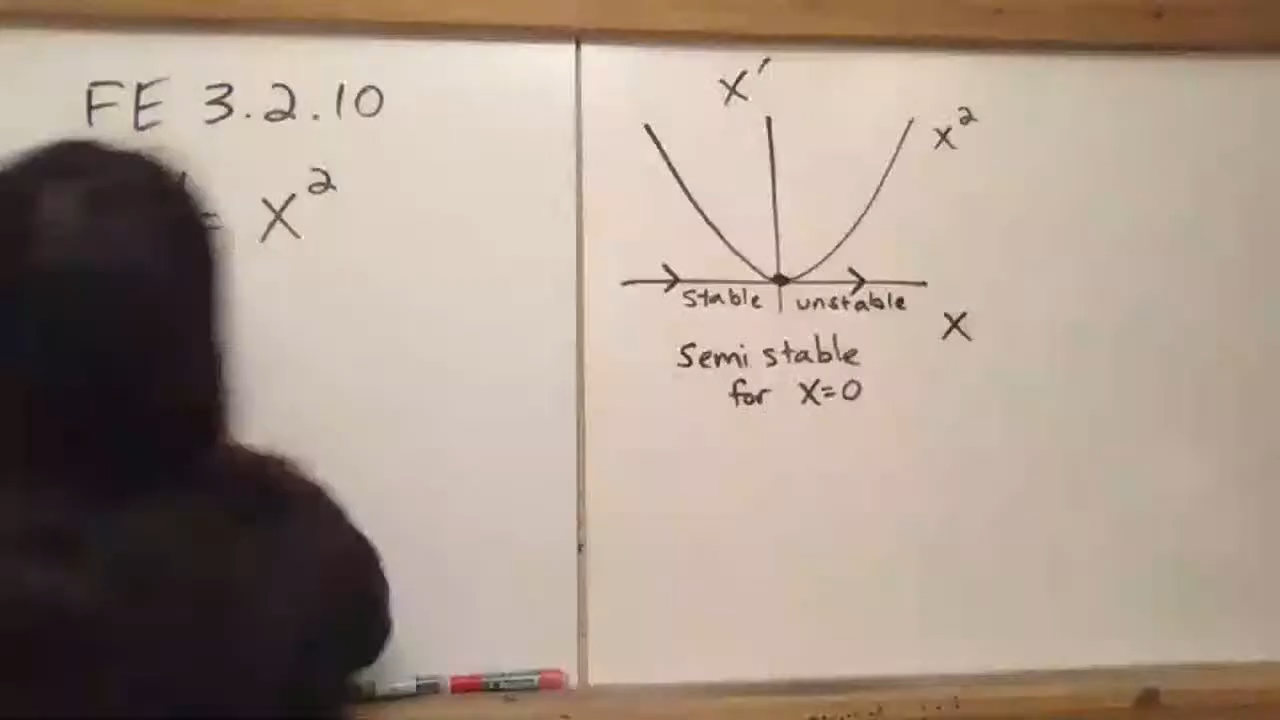 FE 3.2.10
= x²
x'
x²
stable unstable
x
Semi stable
for x=0